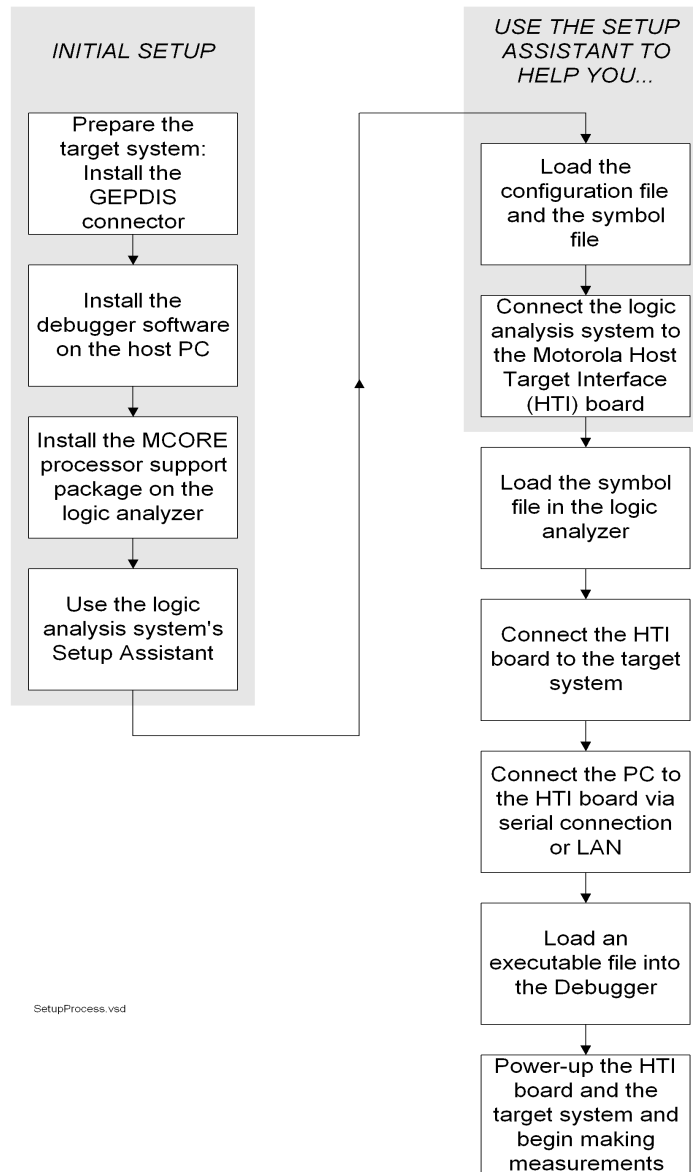 INITIAL SETUP
Prepare the
target system:
Install the
GEPDIS
connector
Install the
debugger software
on the host PC
Install the MCORE
processor support
package on the
logic analyzer
Use the logic
analysis system's
Setup Assistant
SetupProcess.vsd
USE THE SETUP
ASSISTANT TO
HELP YOU...
Load the
configuration file
and the symbol
file
Connect the logic
analysis system to
the Motorola Host
Target Interface
(HTI) board
Load the symbol
file in the logic
analyzer
Connect the HTI
board to the target
system
Connect the PC to
the HTI board via
serial connection
or LAN
Load an
executable file into
the Debugger
Power-up the HTI
board and the
target system and
begin making
measurements